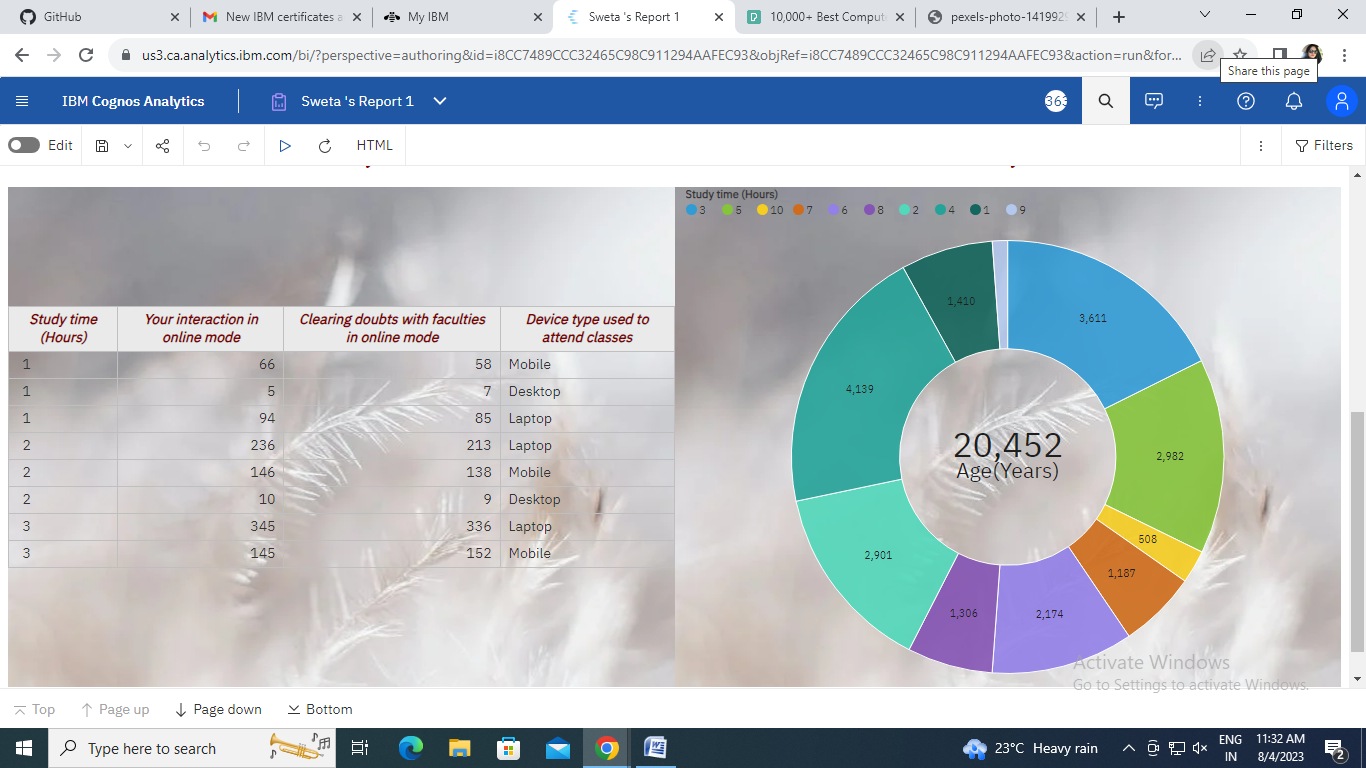 GitHub
New IBM certificates a
My IBM
Sweta 's Report 1
10,000+ Best Comput
pexels-photo-1419925
us3.ca.analytics.ibm.com/bi/?perspective=authoring&id=i8CC7489CCC32465C98C911294AAFEC93&objRef=i8CC7489CCC32465C98C911294AAFEC93&action=run&for...
Share this page
IBM Cognos Analytics
Sweta 's Report 1
363
Edit
HTML
Filters
Study time (Hours) Your interaction in online mode Clearing doubts with faculties in online mode Device type used to attend classes
1 66 58 Mobile
1 5 7 Desktop
1 94 85 Laptop
2 236 213 Laptop
2 146 138 Mobile
2 10 9 Desktop
3 345 336 Laptop
3 145 152 Mobile
Study time (Hours)
3 5 10 7 6 8 2 4 1 9
1,410
3,611
4,139
20,452
Age(Years)
2,982
508
2,901
1,187
1,306
2,174
Activate Windows
Go to Settings to activate Windows.
Top Page up Page down Bottom
Type here to search
23°C Heavy rain
ENG
IN
11:32 AM
8/4/2023
2